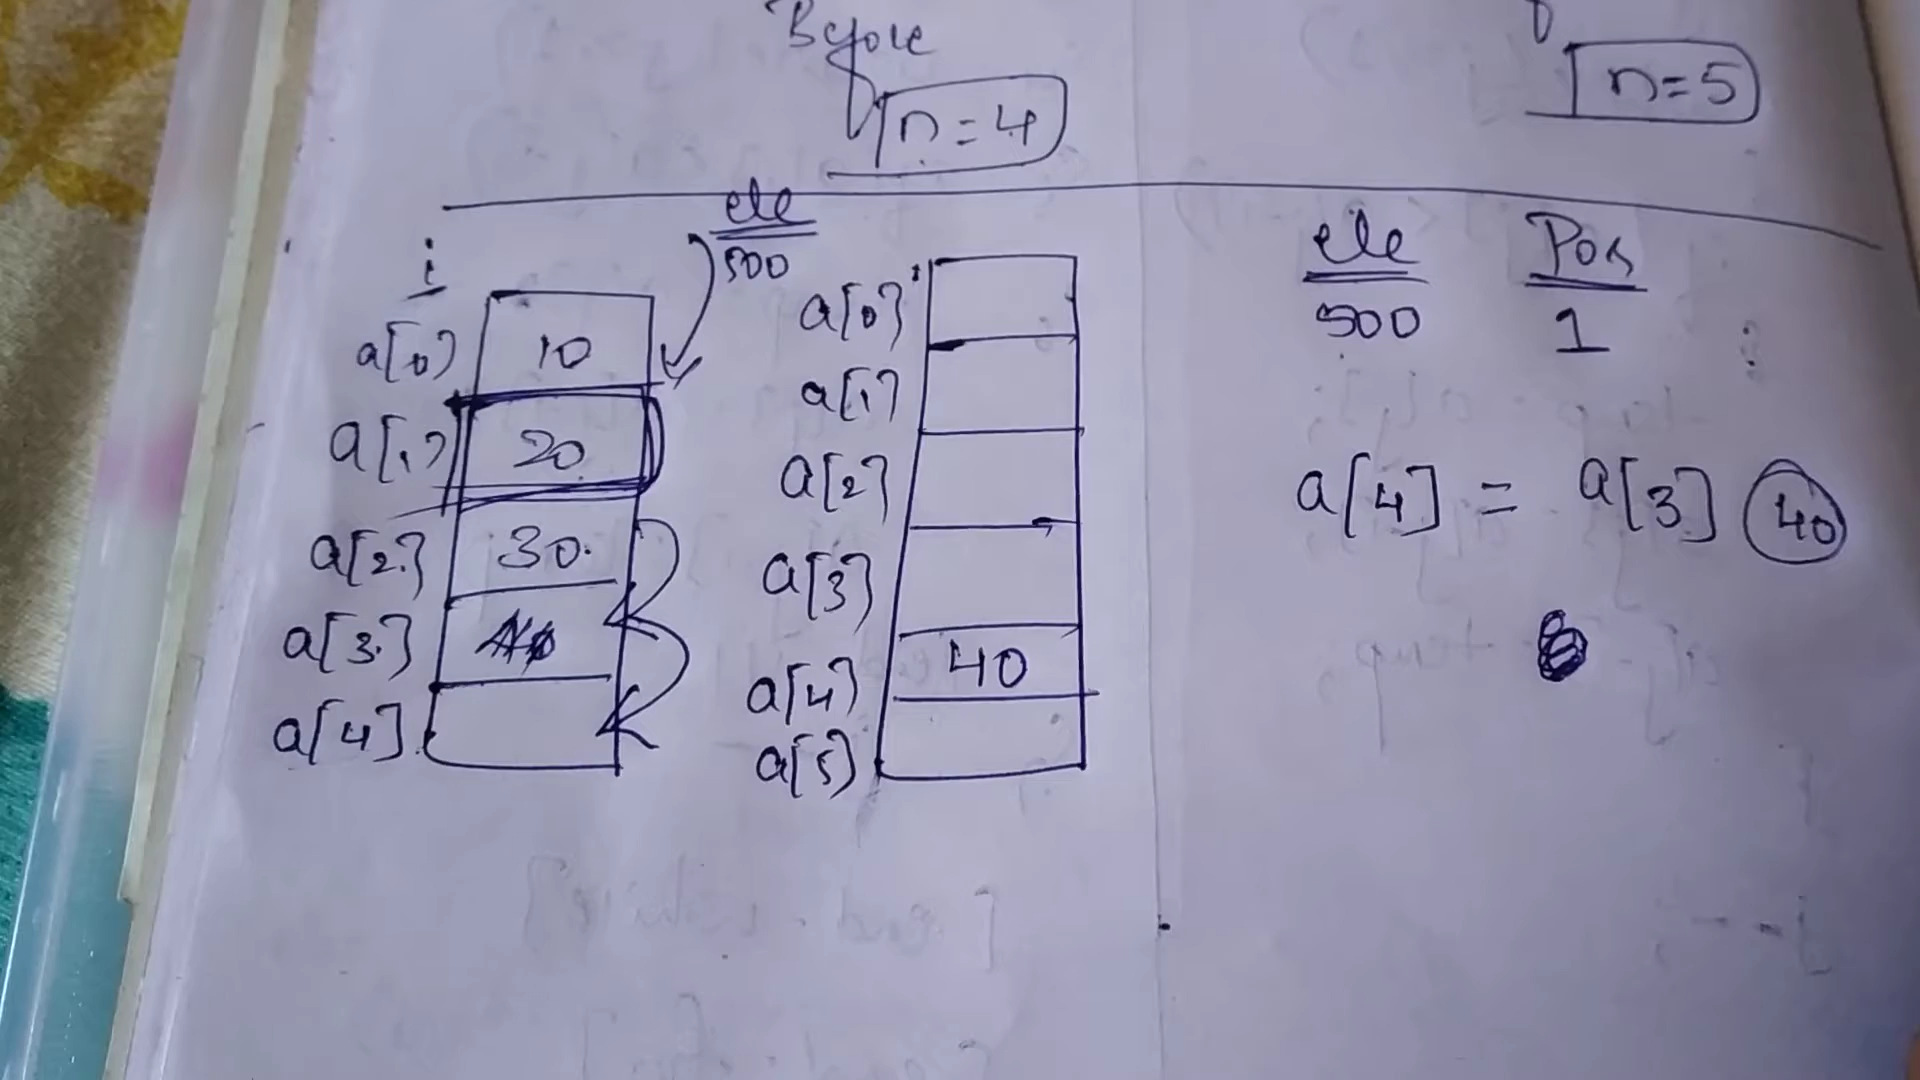 Before
n=4
n=5
i
ele
500
a[0] 10
a[1] 20
a[2] 30
a[3] 40
a[4]
a[0]
a[1]
a[2]
a[3]
a[4] 40
a[5]
ele Pos
500 1
a[4] = a[3] 40